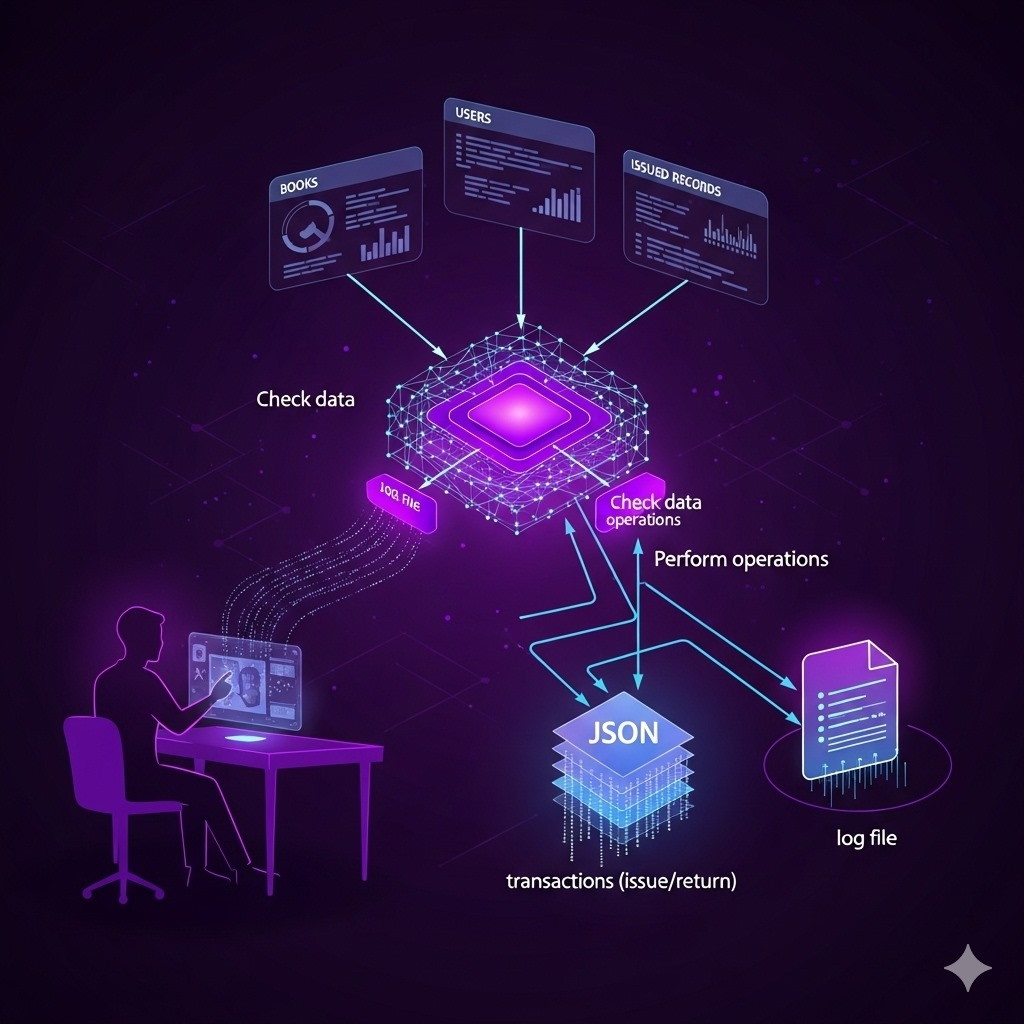 USERS
BOOKS
ISSUED RECORDS
Check data
LOG FILE
Check data
operations
Perform operations
JSON
log file
transactions (issue/return)